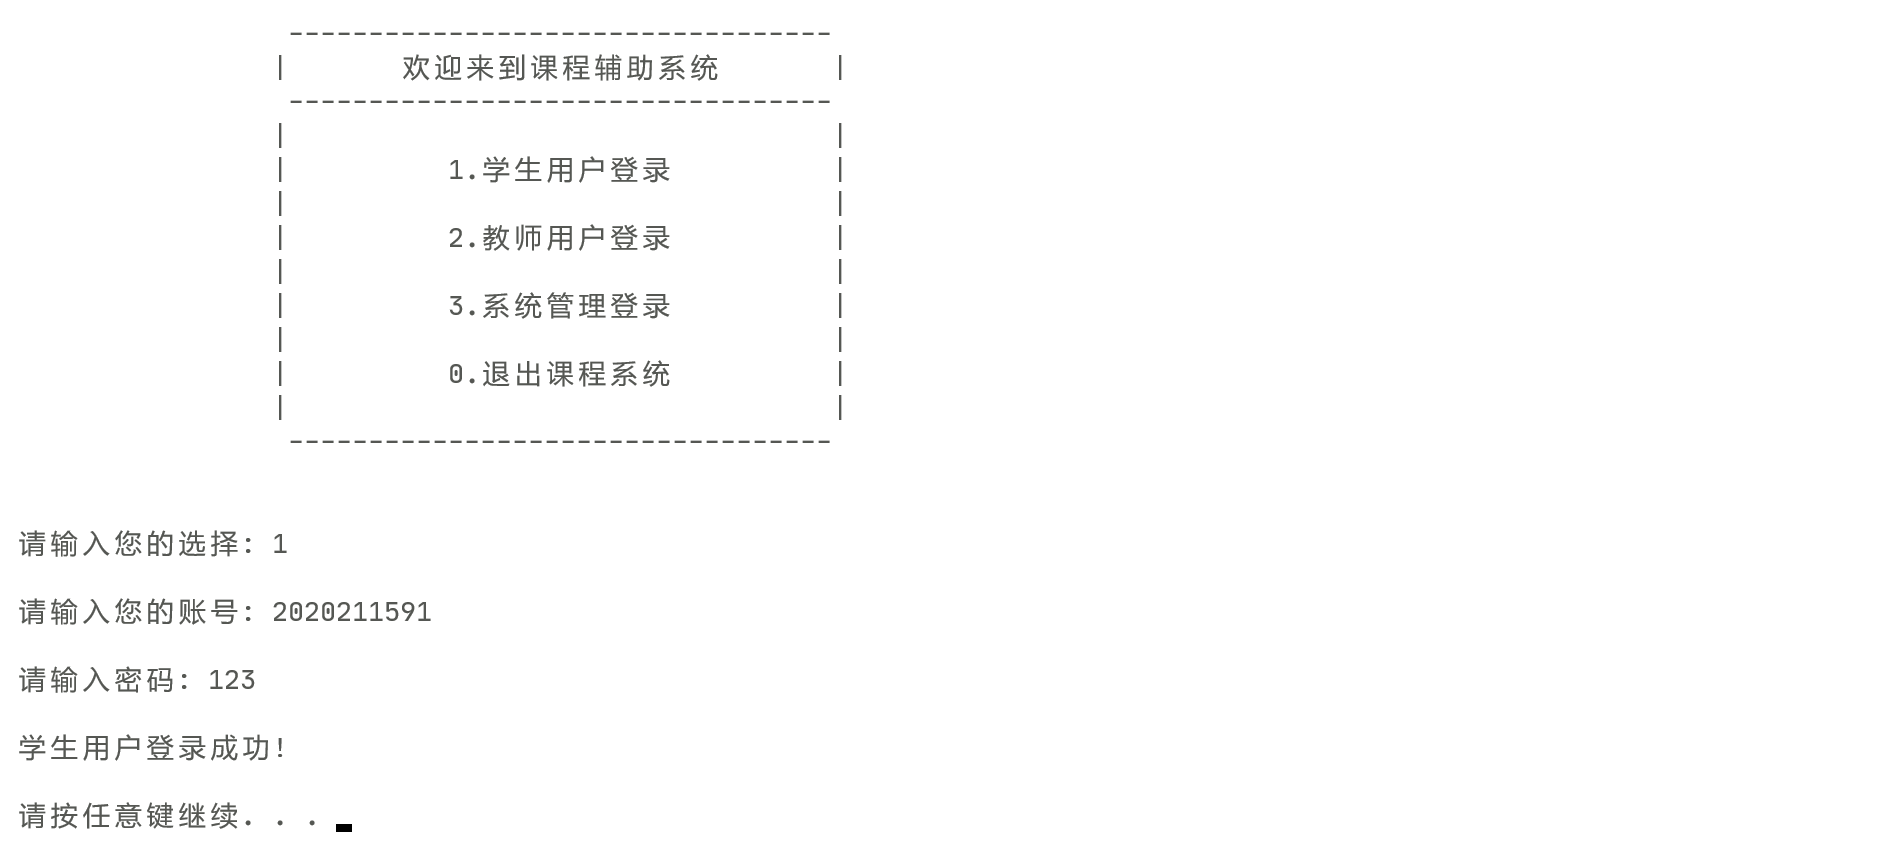 ----------------------------------
| 欢迎来到课程辅助系统 |
----------------------------------
| |
| 1.学生用户登录 |
| |
| 2.教师用户登录 |
| |
| 3.系统管理登录 |
| |
| 0.退出课程系统 |
| |
----------------------------------
请输入您的选择: 1
请输入您的账号: 2020211591
请输入密码: 123
学生用户登录成功!
请按任意键继续. . .